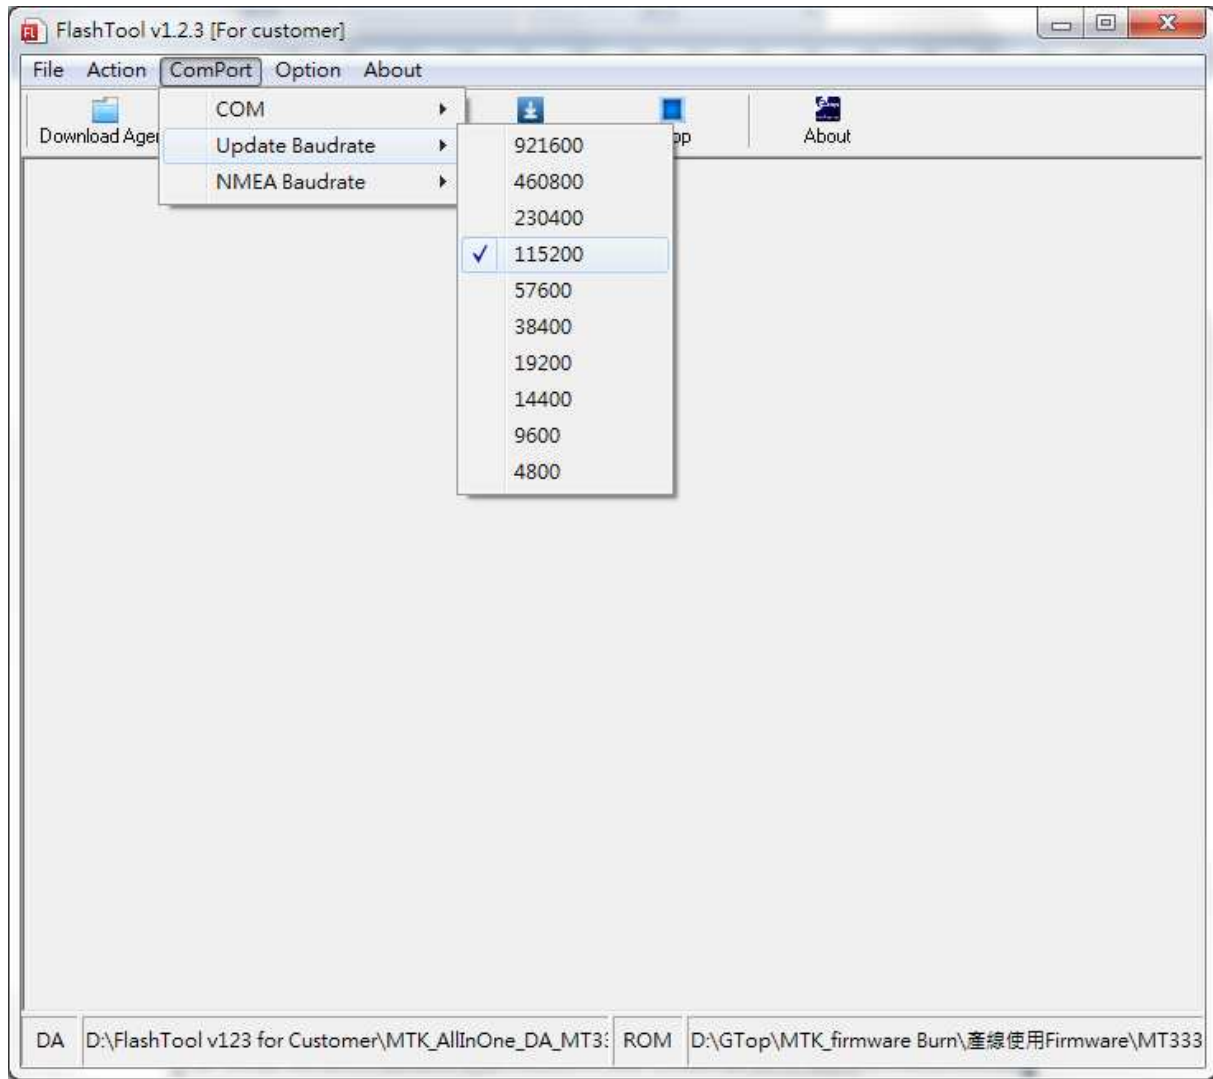 FlashTool v1.2.3 [For customer]
File Action ComPort Option About
Download Agen
About
COM
Update Baudrate
NMEA Baudrate
921600
460800
230400
115200
57600
38400
19200
14400
9600
4800
DA D:\FlashTool v123 for Customer\MTK_AllInOne_DA_MT33 ROM D:\GTop\MTK_firmware Burn\產線使用Firmware\MT333